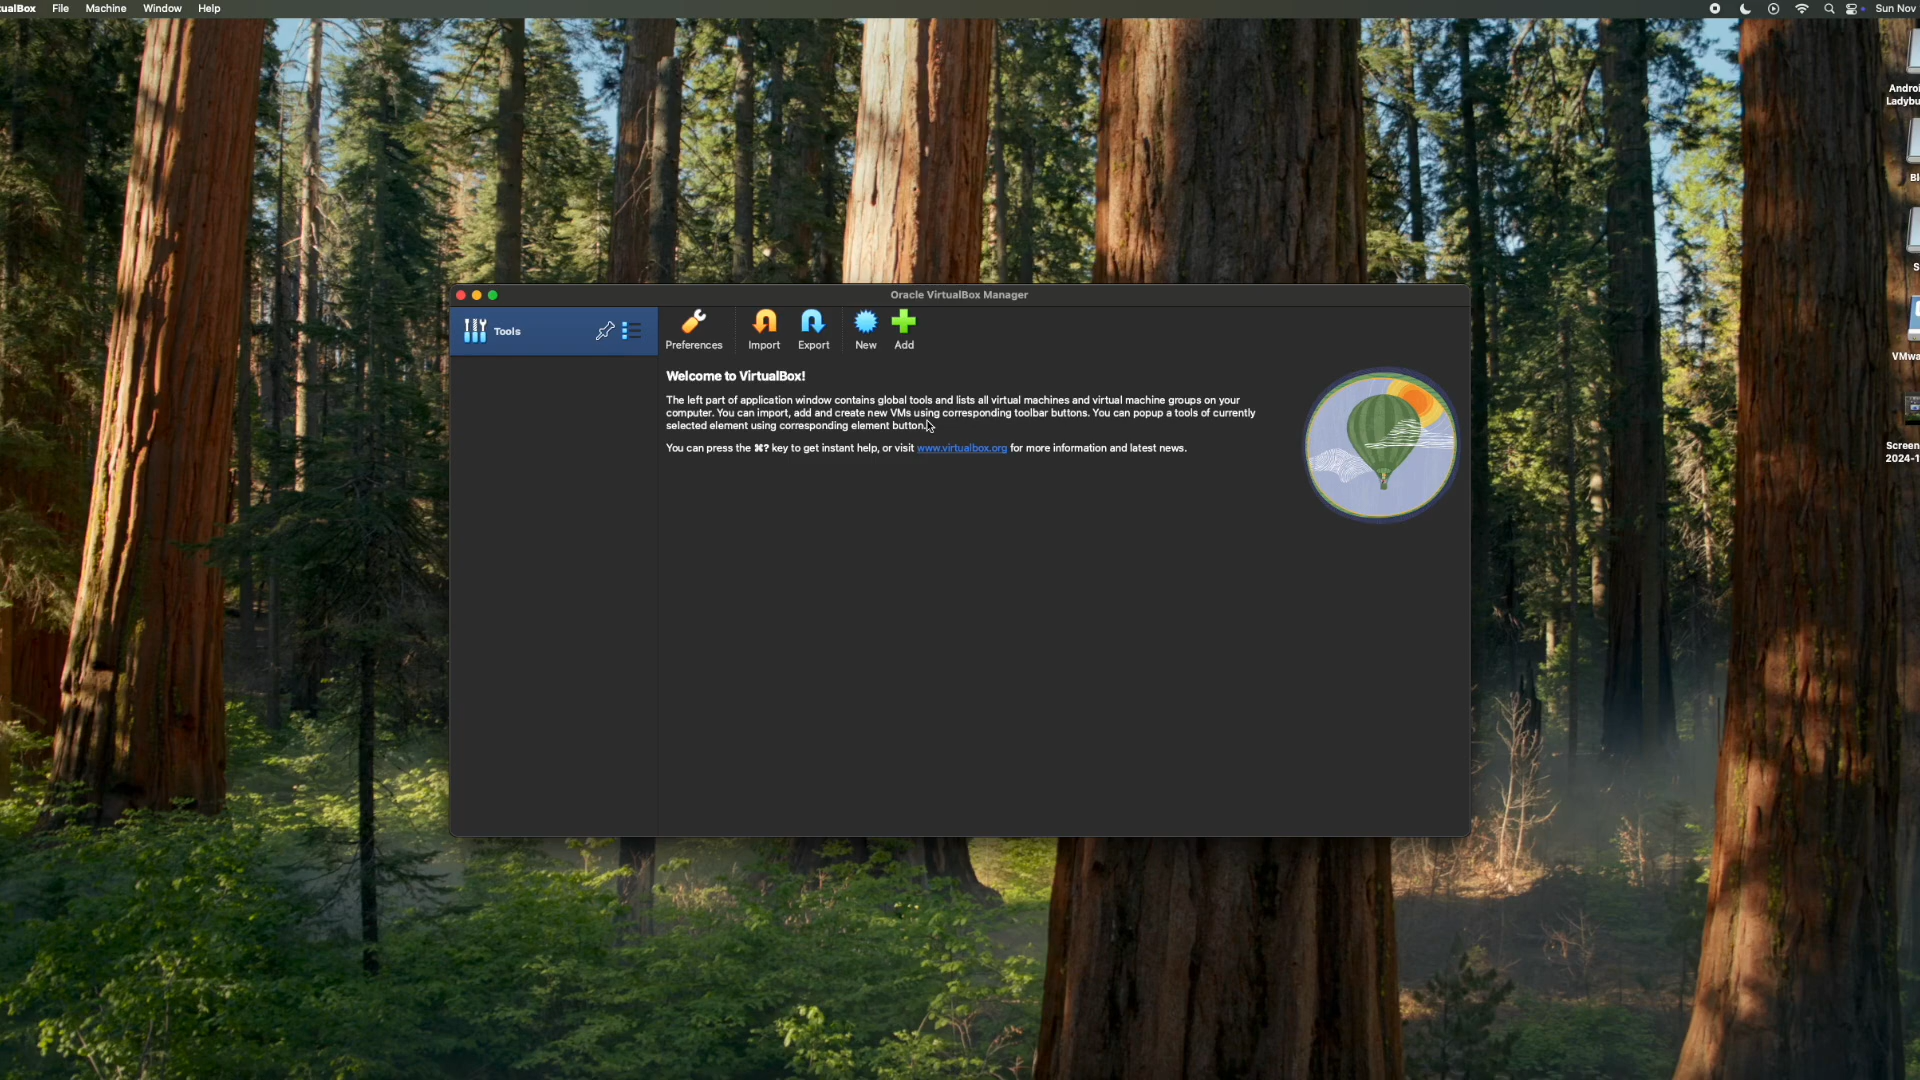 tualBox File Machine Window Help
Sun Nov
Androi
Ladybu
Bl
S
VMwa
Screen
2024-1
Oracle VirtualBox Manager
Tools
Preferences Import Export New Add
Welcome to VirtualBox!
The left part of application window contains global tools and lists all virtual machines and virtual machine groups on your
computer. You can import, add and create new VMs using corresponding toolbar buttons. You can popup a tools of currently
selected element using corresponding element button.
You can press the ⌘? key to get instant help, or visit www.virtualbox.org for more information and latest news.